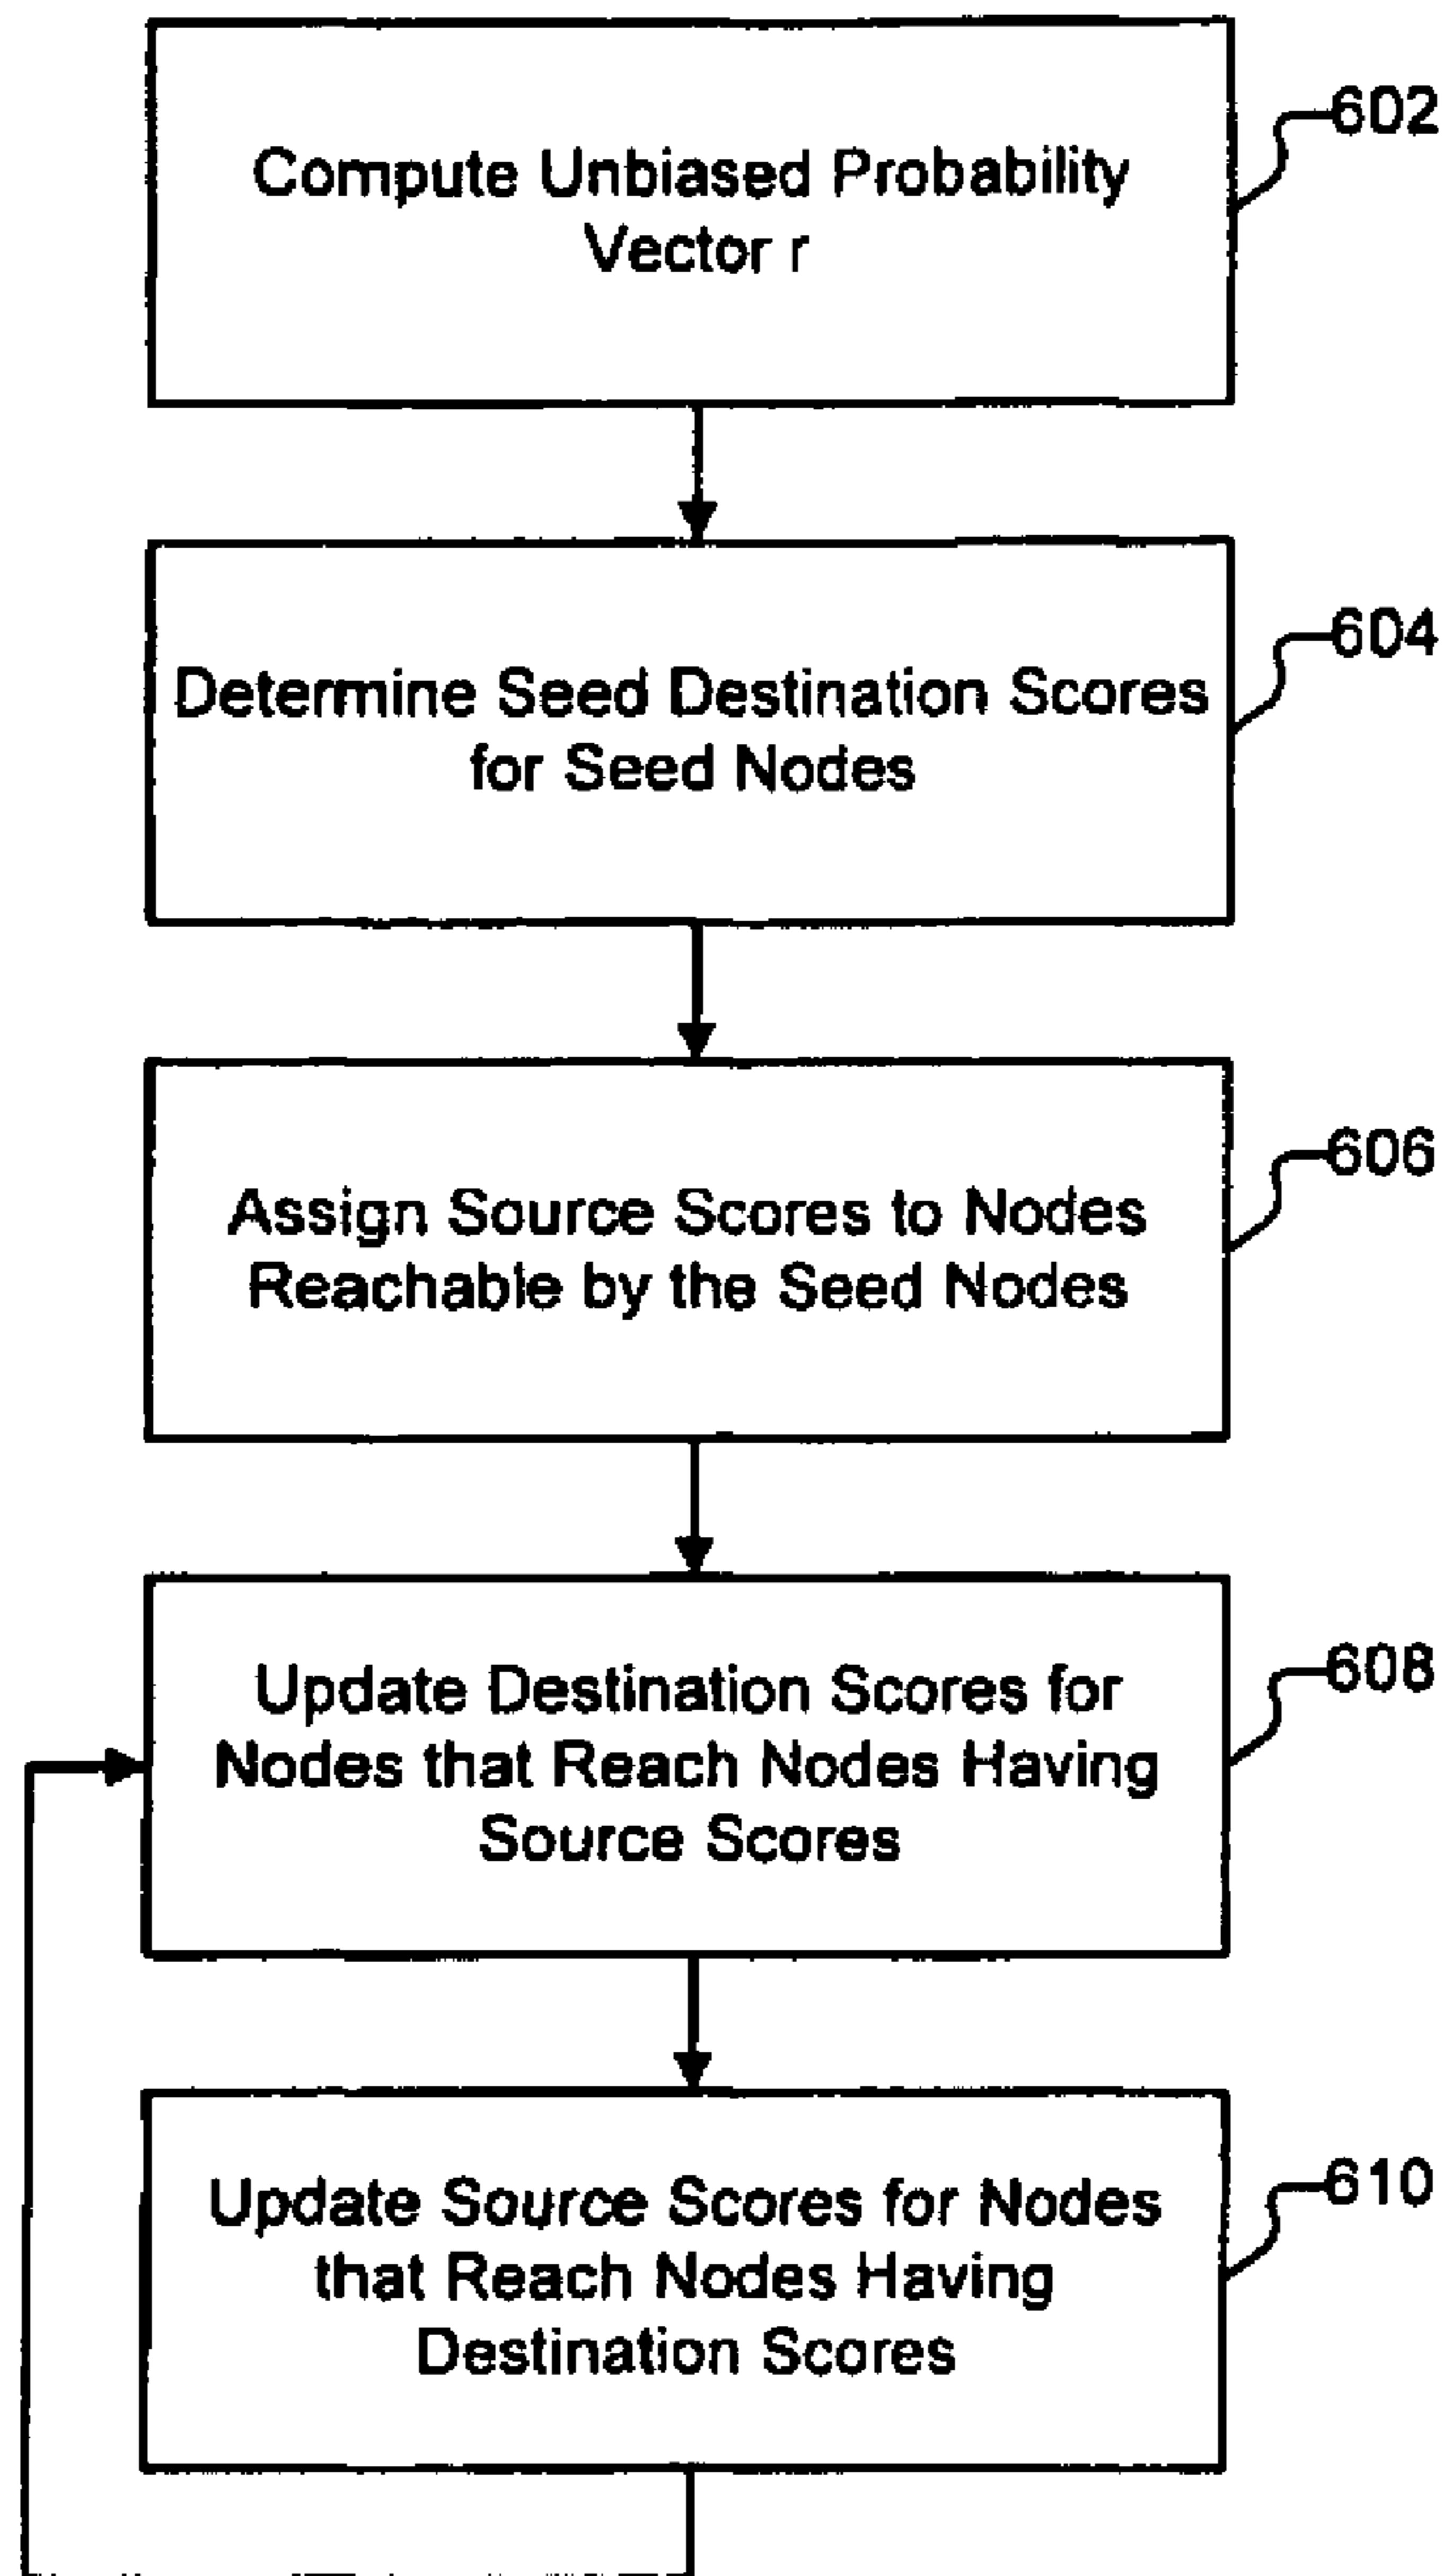 Compute Unbiased Probability
Vector r
602
Determine Seed Destination Scores
for Seed Nodes
604
Assign Source Scores to Nodes
Reachable by the Seed Nodes
606
Update Destination Scores for
Nodes that Reach Nodes Having
Source Scores
608
Update Source Scores for Nodes
that Reach Nodes Having
Destination Scores
610